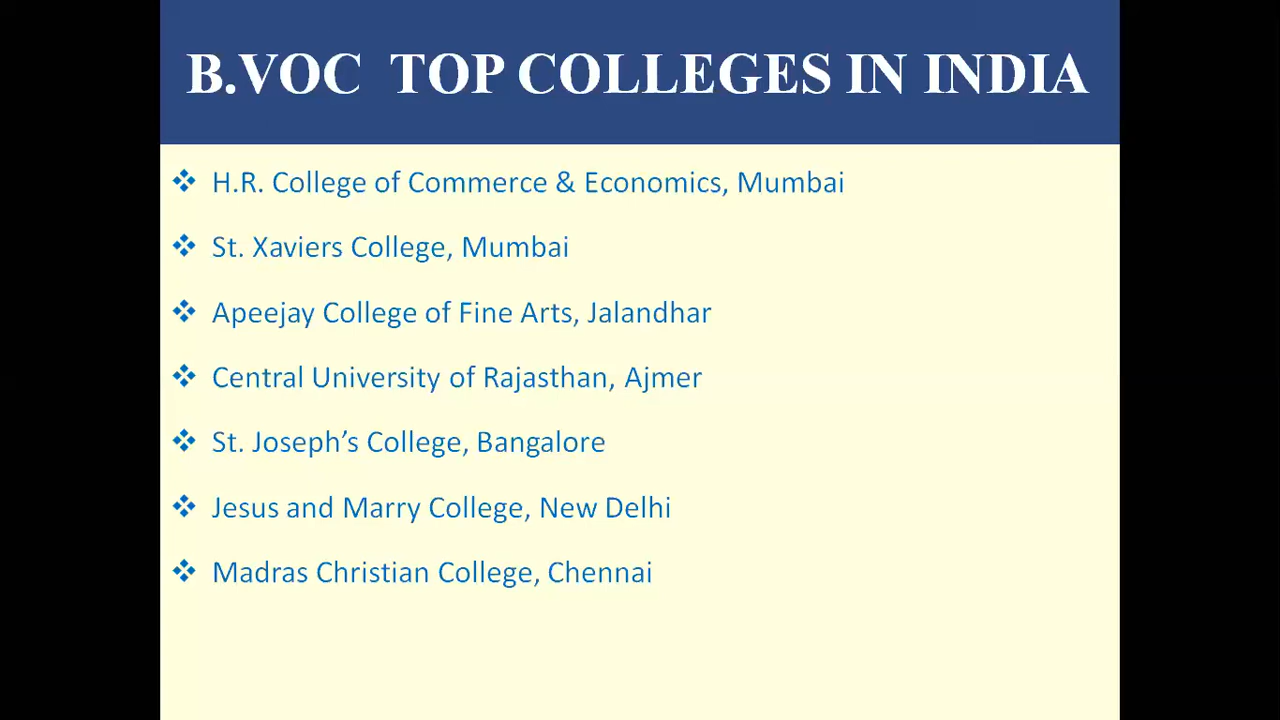 B.VOC TOP COLLEGES IN INDIA
❖ H.R. College of Commerce & Economics, Mumbai
❖ St. Xaviers College, Mumbai
❖ Apeejay College of Fine Arts, Jalandhar
❖ Central University of Rajasthan, Ajmer
❖ St. Joseph’s College, Bangalore
❖ Jesus and Marry College, New Delhi
❖ Madras Christian College, Chennai